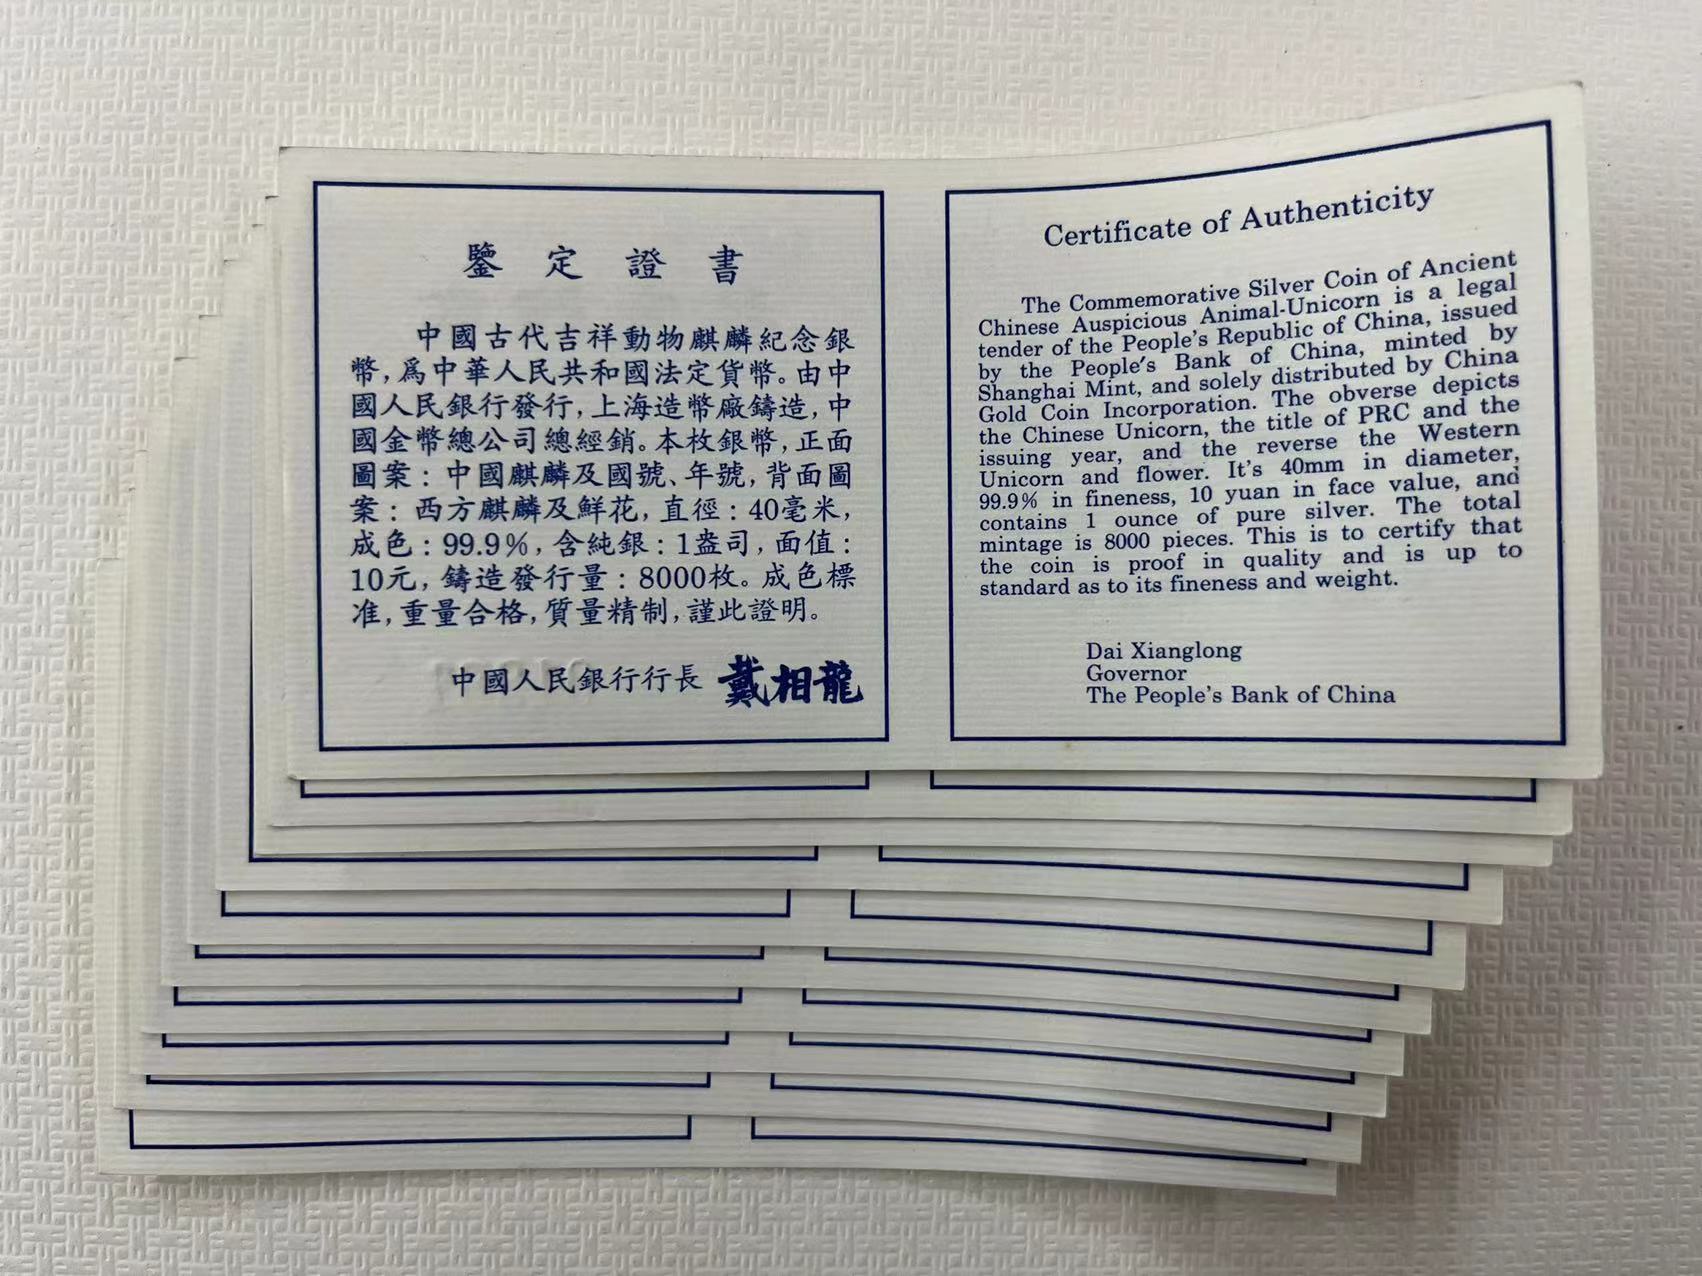 鑒定證書
中國古代吉祥動物麒麟紀念銀
幣，爲中華人民共和國法定貨幣。由中
國人民銀行發行，上海造幣廠鑄造，中
國金幣總公司總經銷。本枚銀幣，正面
圖案：中國麒麟及國號、年號，背面圖
案：西方麒麟及鮮花，直徑：40毫米，
成色：99.9%，含純銀：1盎司，面值：
10元，鑄造發行量：8000枚。成色標
准，重量合格，質量精制，謹此證明。
中國人民銀行行長 戴相龍
Certificate of Authenticity
The Commemorative Silver Coin of Ancient
Chinese Auspicious Animal-Unicorn is a legal
tender of the People's Republic of China, issued
by the People's Bank of China, minted by
Shanghai Mint, and solely distributed by China
Gold Coin Incorporation. The obverse depicts
the Chinese Unicorn, the title of PRC and the
issuing year, and the reverse the Western
Unicorn and flower. It's 40mm in diameter,
99.9% in fineness, 10 yuan in face value, and
contains 1 ounce of pure silver. The total
mintage is 8000 pieces. This is to certify that
the coin is proof in quality and is up to
standard as to its fineness and weight.
Dai Xianglong
Governor
The People's Bank of China